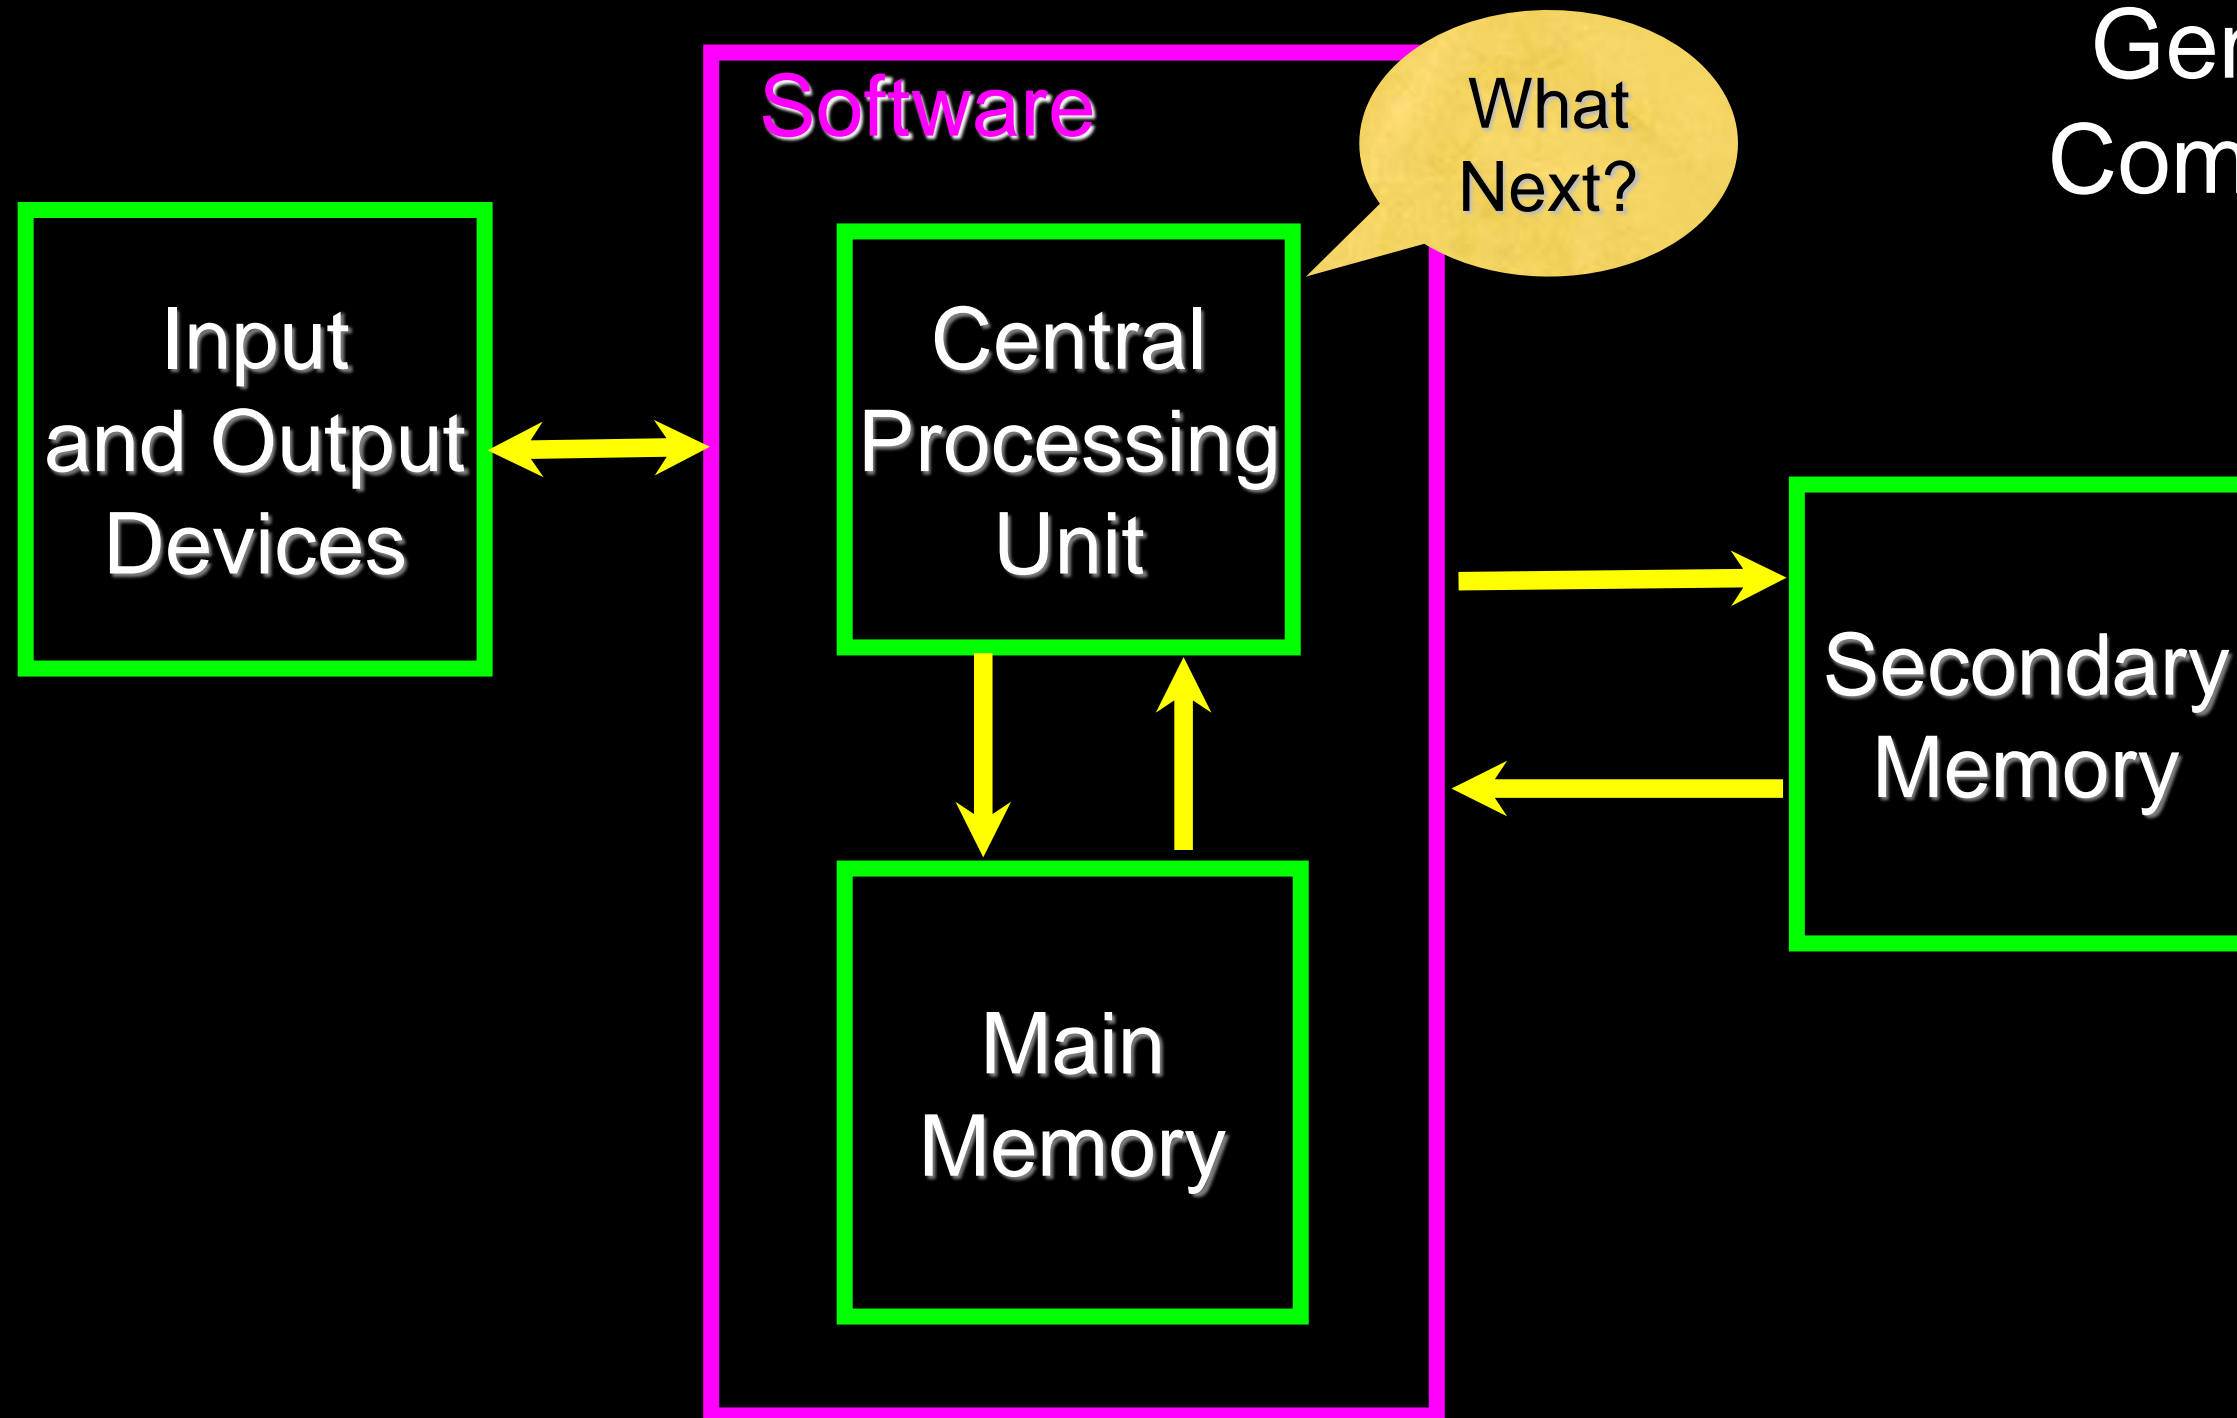 Software
What
Next?
Input
and Output
Devices
Central
Processing
Unit
Secondary
Memory
Main
Memory